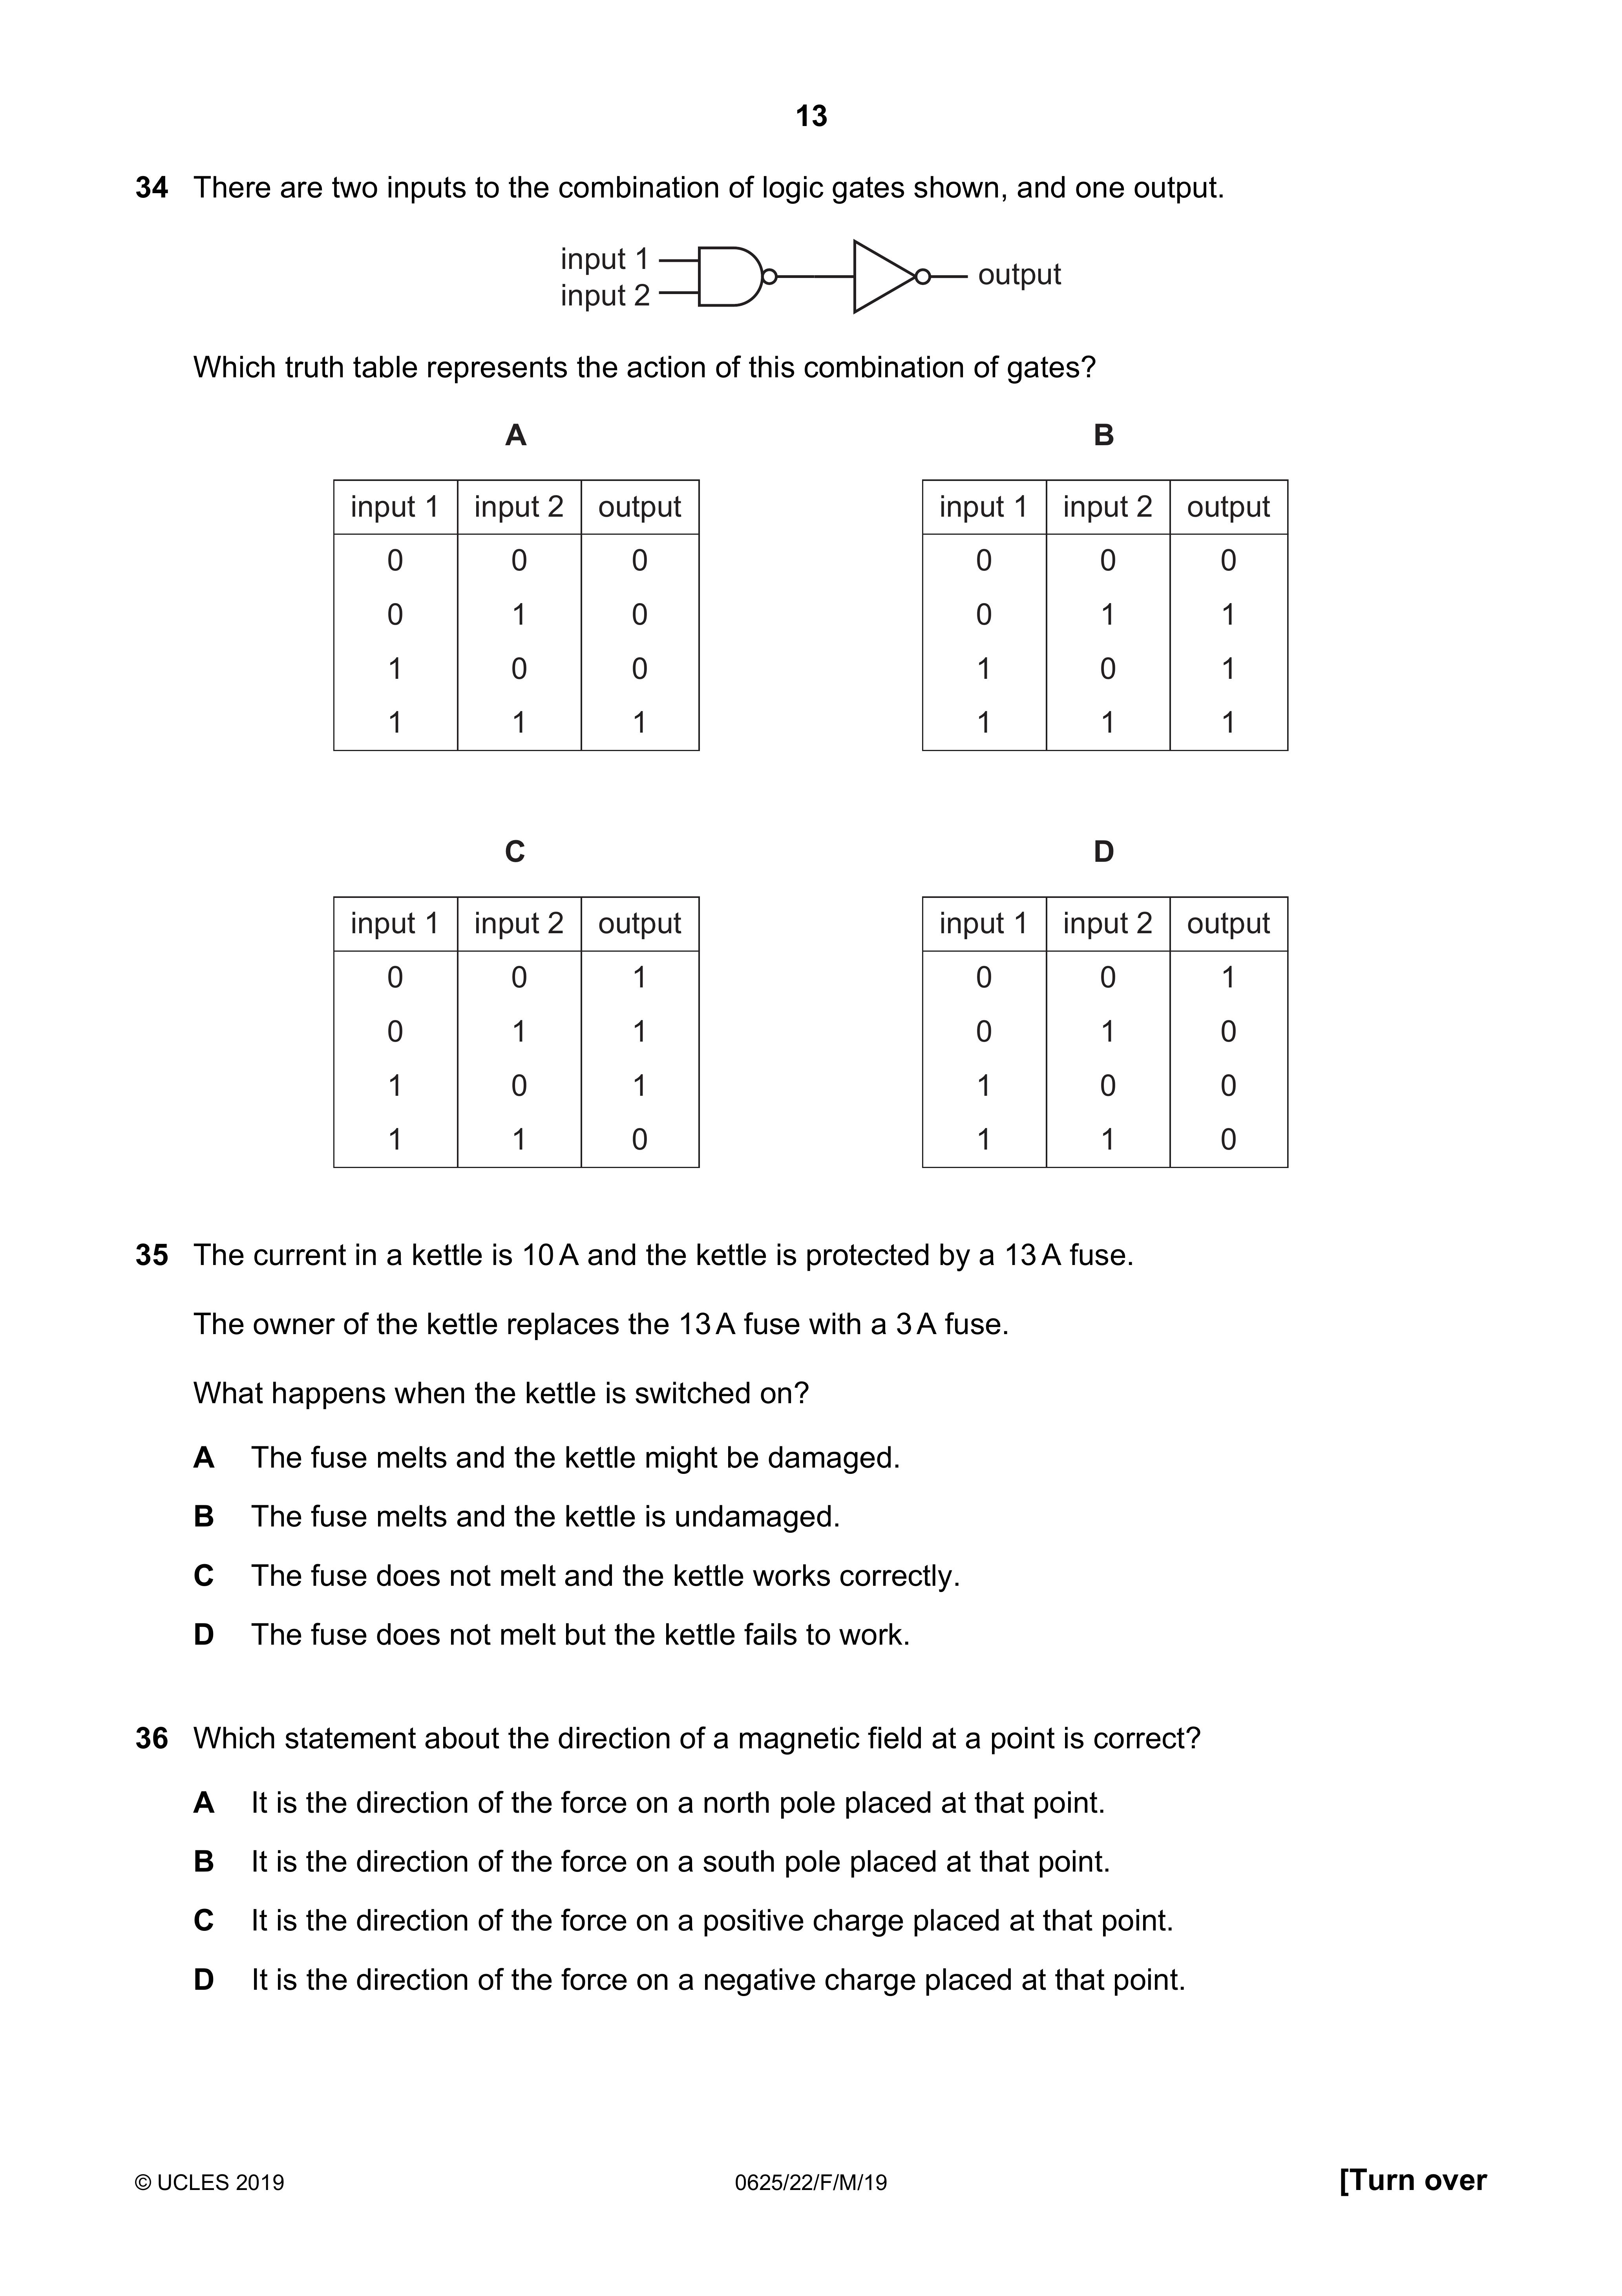 13
34 There are two inputs to the combination of logic gates shown, and one output.
input 1
input 2
output
Which truth table represents the action of this combination of gates?
A
input 1 input 2 output
0 0 0
0 1 0
1 0 0
1 1 1
B
input 1 input 2 output
0 0 0
0 1 1
1 0 1
1 1 1
C
input 1 input 2 output
0 0 1
0 1 1
1 0 1
1 1 0
D
input 1 input 2 output
0 0 1
0 1 0
1 0 0
1 1 0
35 The current in a kettle is 10 A and the kettle is protected by a 13 A fuse.
The owner of the kettle replaces the 13 A fuse with a 3 A fuse.
What happens when the kettle is switched on?
A The fuse melts and the kettle might be damaged.
B The fuse melts and the kettle is undamaged.
C The fuse does not melt and the kettle works correctly.
D The fuse does not melt but the kettle fails to work.
36 Which statement about the direction of a magnetic field at a point is correct?
A It is the direction of the force on a north pole placed at that point.
B It is the direction of the force on a south pole placed at that point.
C It is the direction of the force on a positive charge placed at that point.
D It is the direction of the force on a negative charge placed at that point.
© UCLES 2019 0625/22/F/M/19 [Turn over